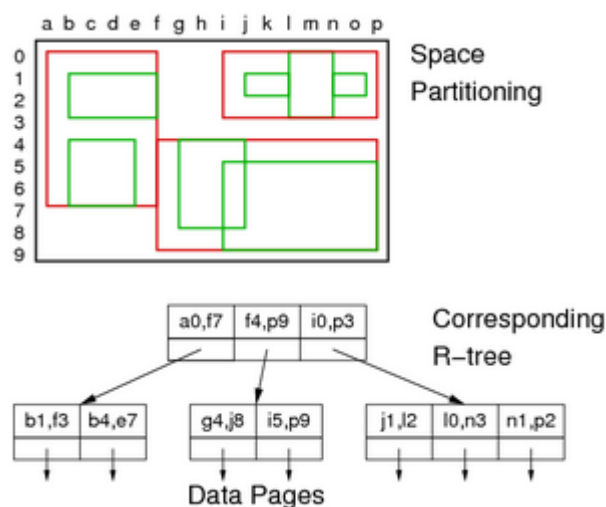 a b c d e f g h i j k l m n o p
0
1
2
3
4
5
6
7
8
9
Space
Partitioning
a0,f7 f4,p9 i0,p3
Corresponding
R-tree
b1,f3 b4,e7 g4,j8 i5,p9 j1,l2 l0,n3 n1,p2
Data Pages